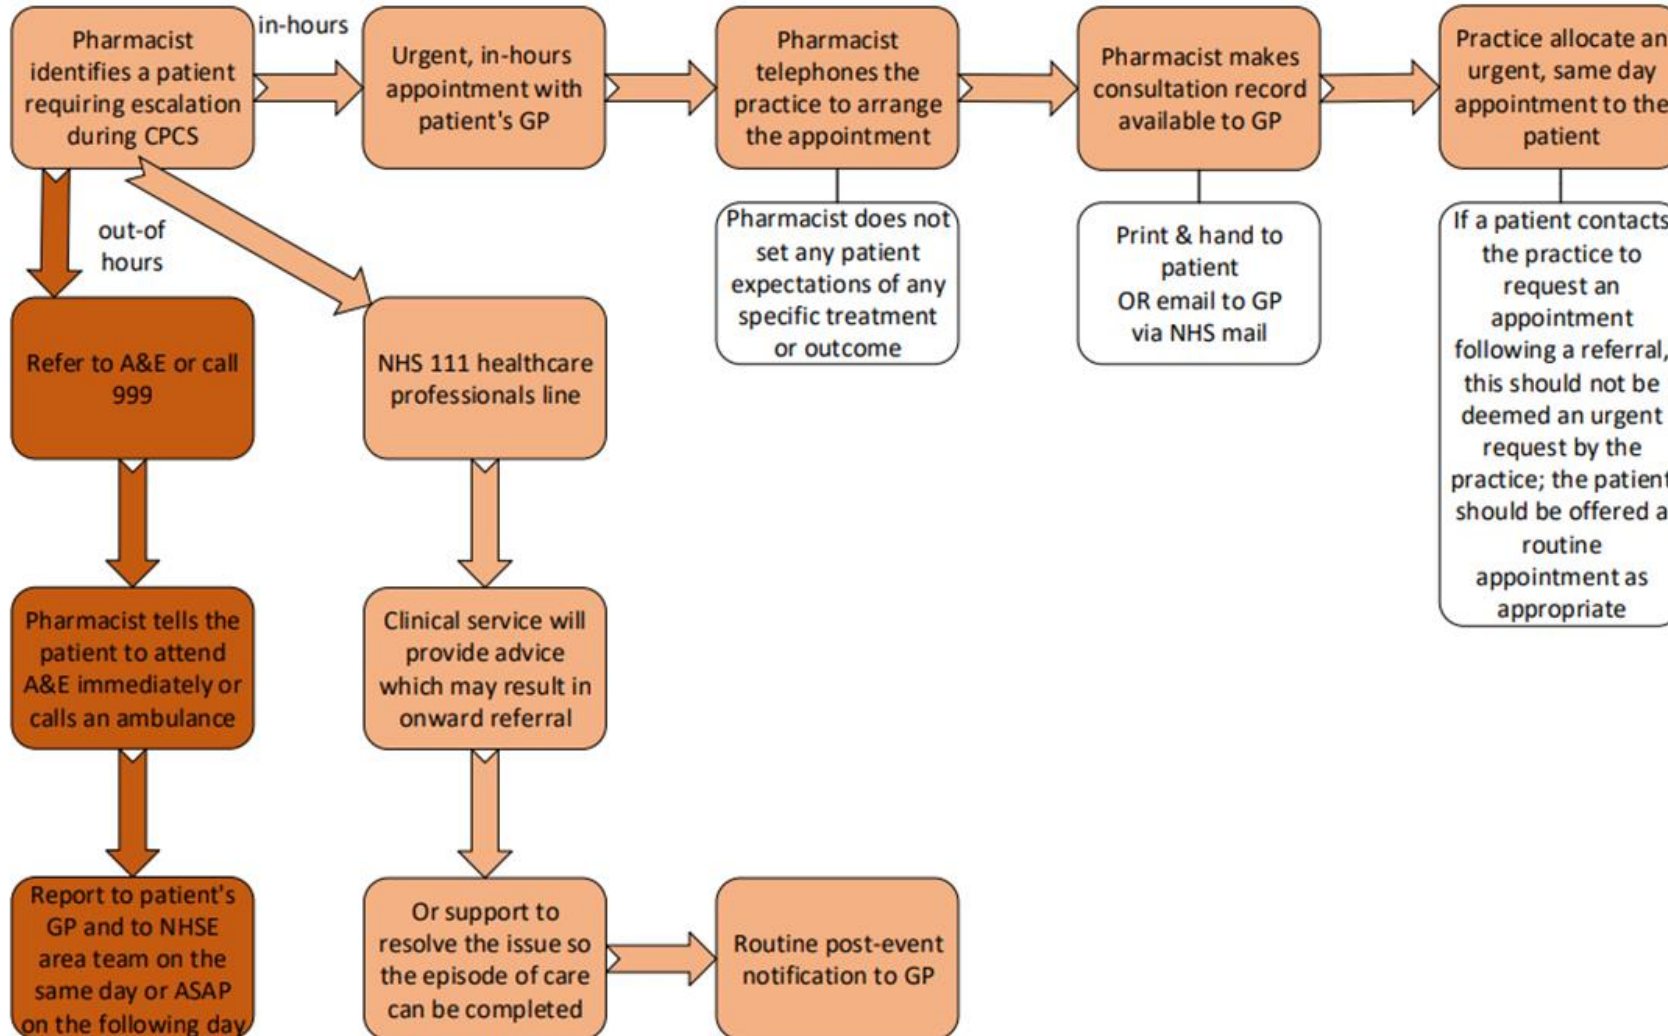 Pharmacist
identifies a patient
requiring escalation
during CPCS
in-hours
Urgent, in-hours
appointment with
patient's GP
Pharmacist
telephones the
practice to arrange
the appointment
Pharmacist makes
consultation record
available to GP
Practice allocate an
urgent, same day
appointment to the
patient
Pharmacist does not
set any patient
expectations of any
specific treatment
or outcome
Print & hand to
patient
OR email to GP
via NHS mail
If a patient contacts
the practice to
request an
appointment
following a referral,
this should not be
deemed an urgent
request by the
practice; the patient
should be offered a
routine
appointment as
appropriate
out-of
hours
Refer to A&E or call
999
NHS 111 healthcare
professionals line
Pharmacist tells the
patient to attend
A&E immediately or
calls an ambulance
Clinical service will
provide advice
which may result in
onward referral
Report to patient's
GP and to NHSE
area team on the
same day or ASAP
on the following day
Or support to
resolve the issue so
the episode of care
can be completed
Routine post-event
notification to GP